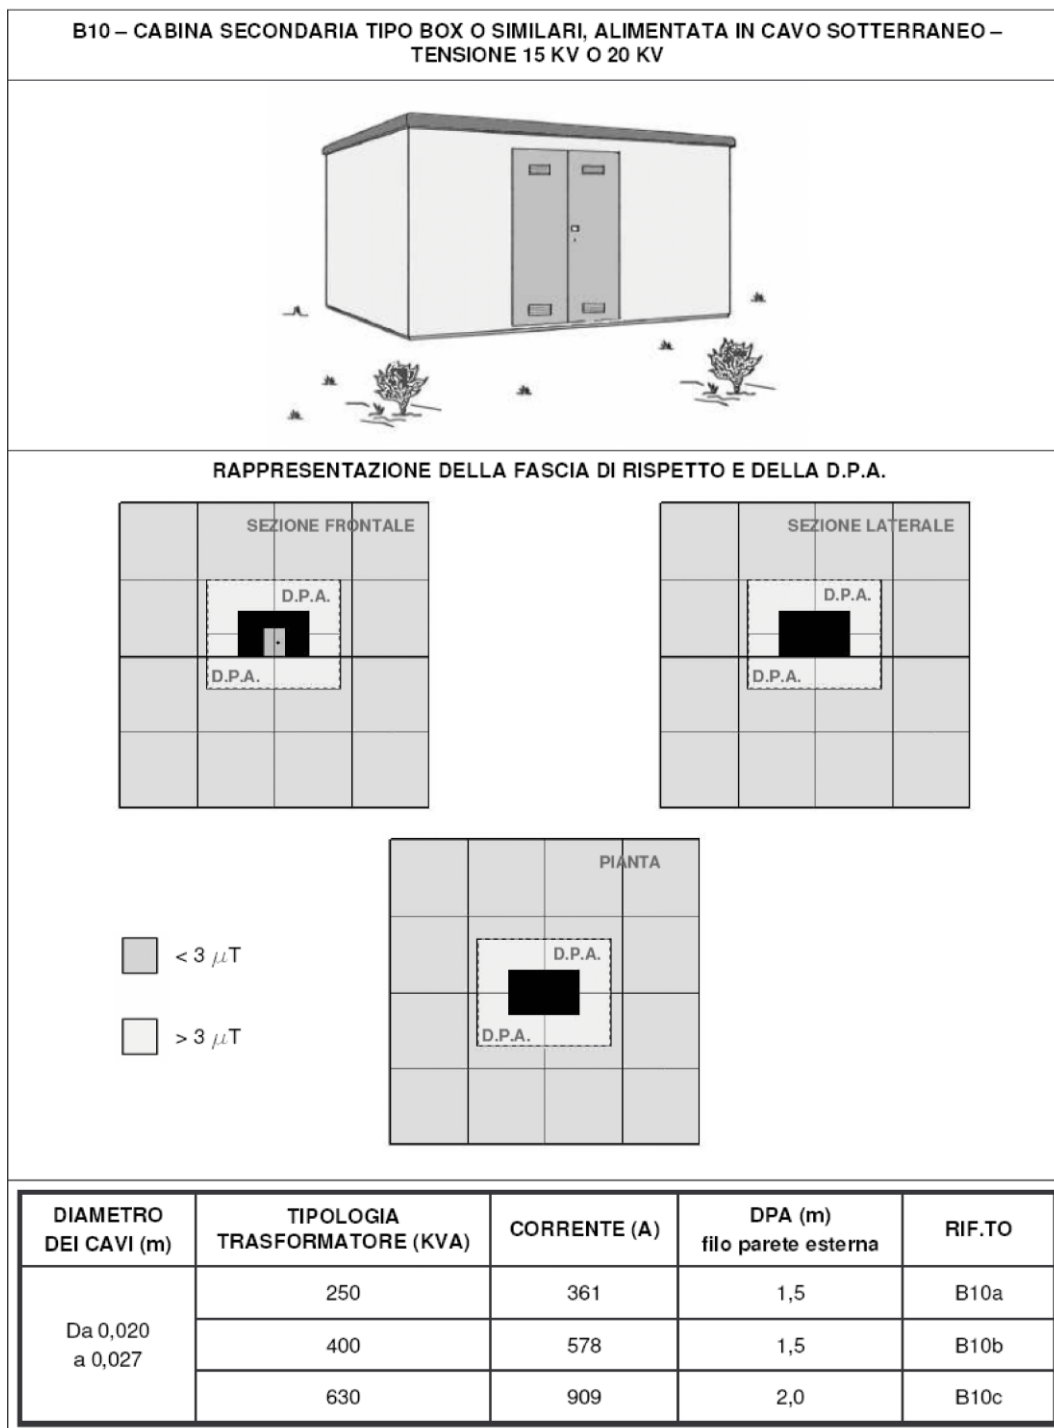 B10 – CABINA SECONDARIA TIPO BOX O SIMILARI, ALIMENTATA IN CAVO SOTTERRANEO –
TENSIONE 15 KV O 20 KV
RAPPRESENTAZIONE DELLA FASCIA DI RISPETTO E DELLA D.P.A.
SEZIONE FRONTALE
D.P.A.
D.P.A.
SEZIONE LATERALE
D.P.A.
D.P.A.
PIANTA
D.P.A.
D.P.A.
< 3 μT
> 3 μT
DIAMETRO
DEI CAVI (m)
TIPOLOGIA
TRASFORMATORE (KVA)
CORRENTE (A)
DPA (m)
filo parete esterna
RIF.TO
Da 0,020
a 0,027
250
361
1,5
B10a
400
578
1,5
B10b
630
909
2,0
B10c